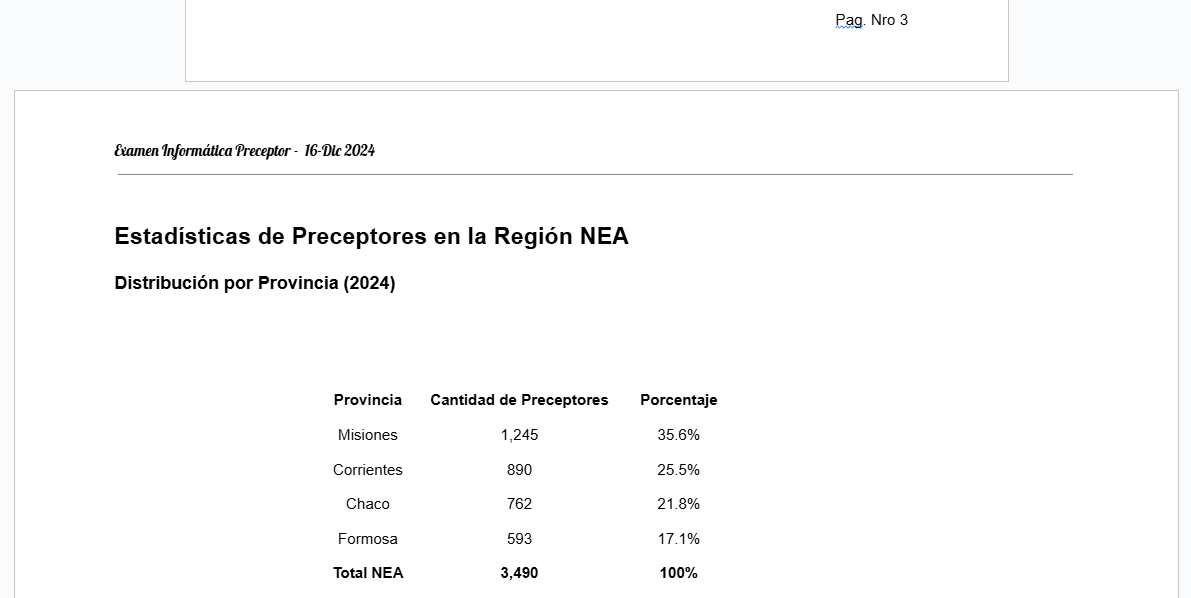 Pag. Nro 3
Examen Informática Preceptor - 16-Dic 2024
Estadísticas de Preceptores en la Región NEA
Distribución por Provincia (2024)
Provincia Cantidad de Preceptores Porcentaje
Misiones 1,245 35.6%
Corrientes 890 25.5%
Chaco 762 21.8%
Formosa 593 17.1%
Total NEA 3,490 100%